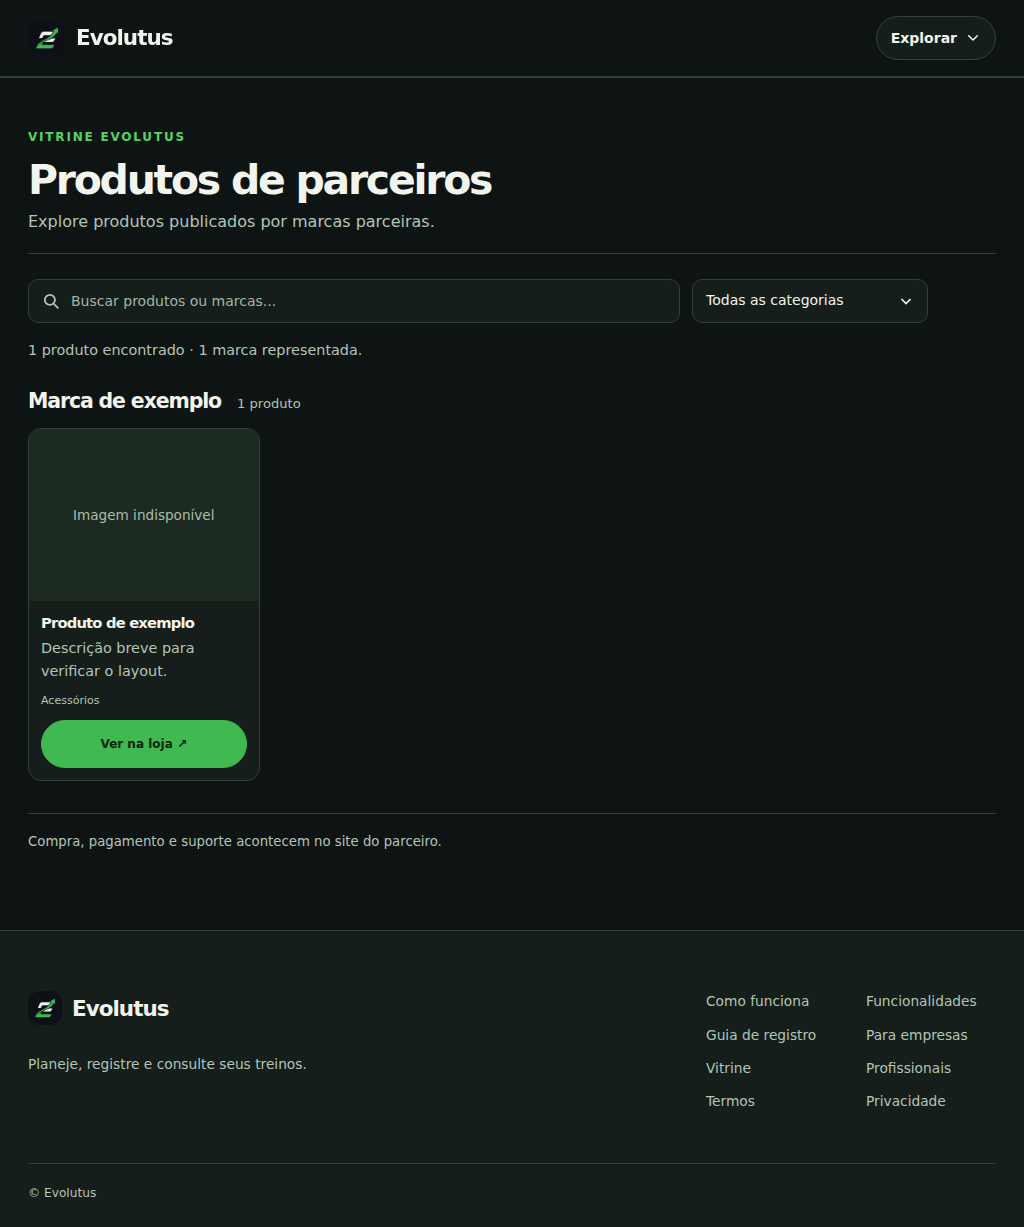 Evolutus
Explorar
VITRINE EVOLUTUS
Produtos de parceiros
Explore produtos publicados por marcas parceiras.
Buscar produtos ou marcas...
Todas as categorias
1 produto encontrado · 1 marca representada.
Marca de exemplo 1 produto
Imagem indisponível
Produto de exemplo
Descrição breve para
verificar o layout.
Acessórios
Ver na loja ↗
Compra, pagamento e suporte acontecem no site do parceiro.
Evolutus
Planeje, registre e consulte seus treinos.
Como funciona
Funcionalidades
Guia de registro
Para empresas
Vitrine
Profissionais
Termos
Privacidade
© Evolutus